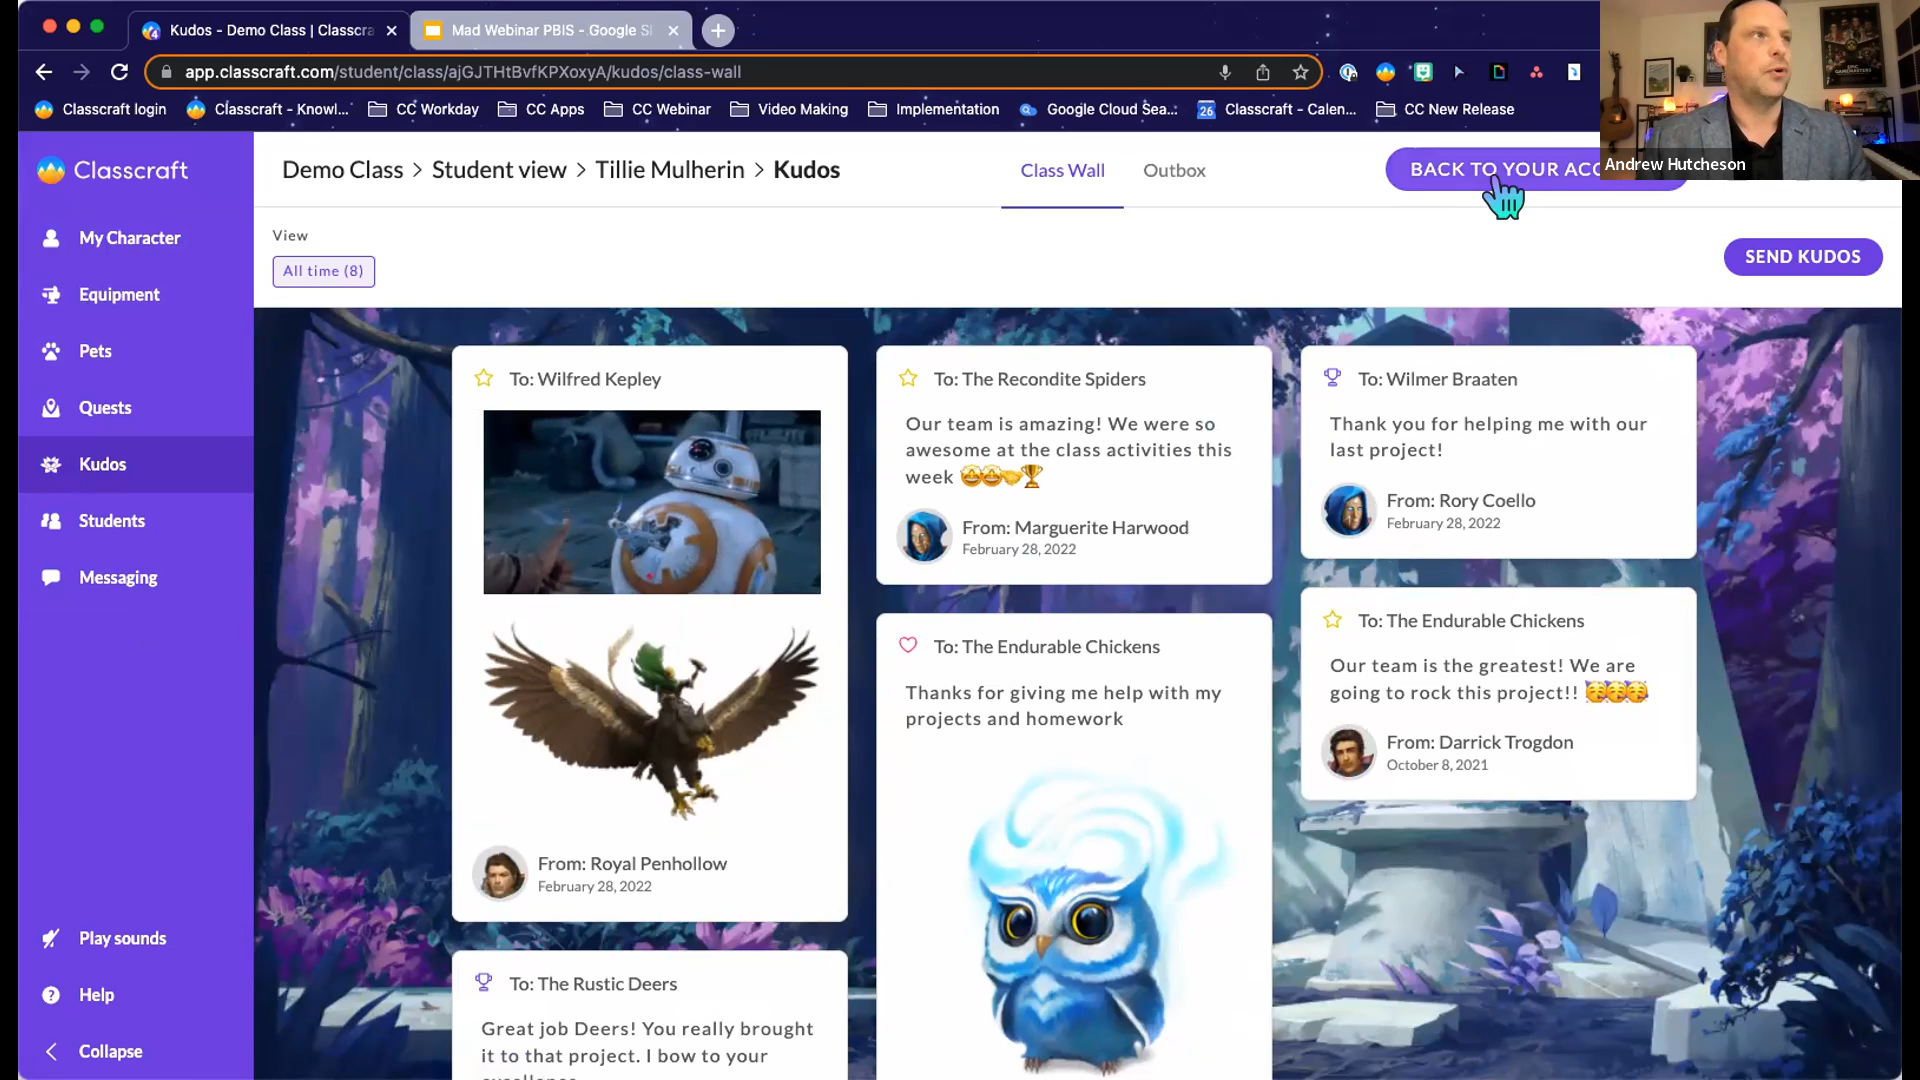 Kudos - Demo Class | Classcra
Mad Webinar PBIS - Google Sl
app.classcraft.com/student/class/ajGJTHtBvfKPXoxyA/kudos/class-wall
Classcraft login
Classcraft - Knowl...
CC Workday
CC Apps
CC Webinar
Video Making
Implementation
Google Cloud Sea...
26
Classcraft - Calen...
CC New Release
Andrew Hutcheson
Classcraft
Demo Class > Student view > Tillie Mulherin > Kudos
Class Wall
Outbox
BACK TO YOUR ACC
My Character
Equipment
Pets
Quests
Kudos
Students
Messaging
Play sounds
Help
Collapse
View
All time (8)
SEND KUDOS
To: Wilfred Kepley
From: Royal Penhollow
February 28, 2022
To: The Rustic Deers
Great job Deers! You really brought
it to that project. I bow to your
To: The Recondite Spiders
Our team is amazing! We were so
awesome at the class activities this
week 🤩🤩🤝🏆
From: Marguerite Harwood
February 28, 2022
To: The Endurable Chickens
Thanks for giving me help with my
projects and homework
To: Wilmer Braaten
Thank you for helping me with our
last project!
From: Rory Coello
February 28, 2022
To: The Endurable Chickens
Our team is the greatest! We are
going to rock this project!! 🥳🥳🥳
From: Darrick Trogdon
October 8, 2021